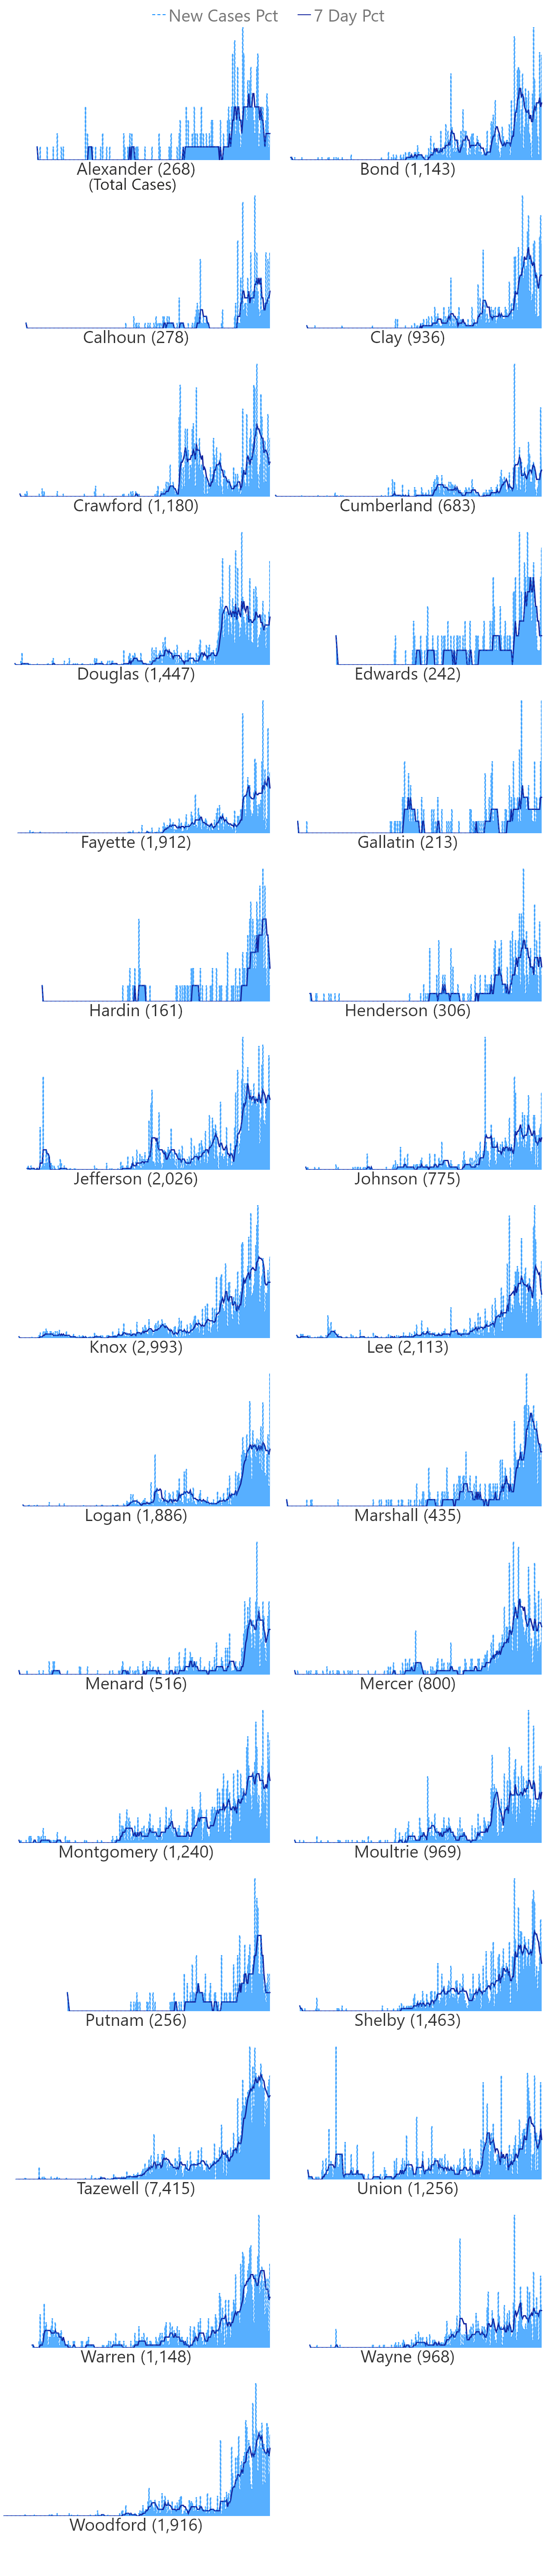 New Cases Pct 7 Day Pct
Alexander (268) Bond (1,143)
(Total Cases)
Calhoun (278) Clay (936)
Crawford (1,180) Cumberland (683)
Douglas (1,447) Edwards (242)
Fayette (1,912) Gallatin (213)
Hardin (161) Henderson (306)
Jefferson (2,026) Johnson (775)
Knox (2,993) Lee (2,113)
Logan (1,886) Marshall (435)
Menard (516) Mercer (800)
Montgomery (1,240) Moultrie (969)
Putnam (256) Shelby (1,463)
Tazewell (7,415) Union (1,256)
Warren (1,148) Wayne (968)
Woodford (1,916)